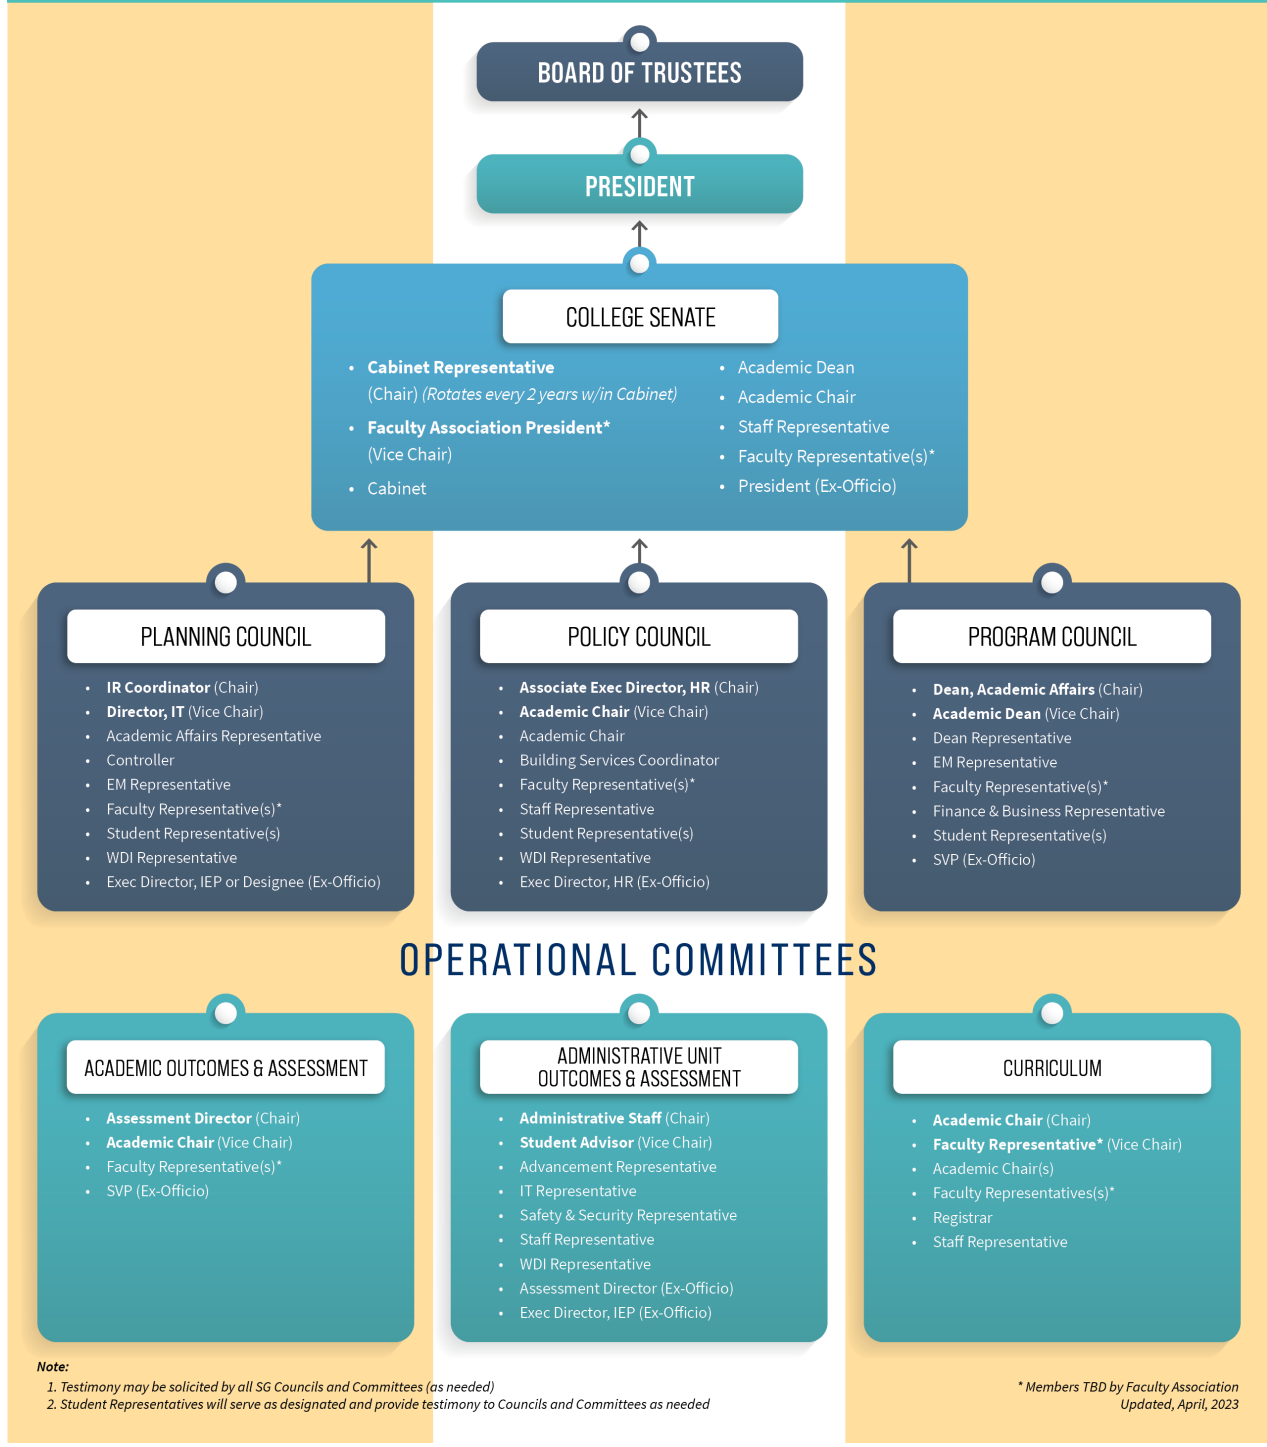 BOARD OF TRUSTEES
PRESIDENT
COLLEGE SENATE
• Cabinet Representative
(Chair) (Rotates every 2 years w/in Cabinet)
• Faculty Association President*
(Vice Chair)
• Cabinet
• Academic Dean
• Academic Chair
• Staff Representative
• Faculty Representative(s)*
• President (Ex-Officio)
PLANNING COUNCIL
• IR Coordinator (Chair)
• Director, IT (Vice Chair)
• Academic Affairs Representative
• Controller
• EM Representative
• Faculty Representative(s)*
• Student Representative(s)
• WDI Representative
• Exec Director, IEP or Designee (Ex-Officio)
POLICY COUNCIL
• Associate Exec Director, HR (Chair)
• Academic Chair (Vice Chair)
• Academic Chair
• Building Services Coordinator
• Faculty Representative(s)*
• Staff Representative
• Student Representative(s)
• WDI Representative
• Exec Director, HR (Ex-Officio)
PROGRAM COUNCIL
• Dean, Academic Affairs (Chair)
• Academic Dean (Vice Chair)
• Dean Representative
• EM Representative
• Faculty Representative(s)*
• Finance & Business Representative
• Student Representative(s)
• SVP (Ex-Officio)
OPERATIONAL COMMITTEES
ACADEMIC OUTCOMES & ASSESSMENT
• Assessment Director (Chair)
• Academic Chair (Vice Chair)
• Faculty Representative(s)*
• SVP (Ex-Officio)
ADMINISTRATIVE UNIT
OUTCOMES & ASSESSMENT
• Administrative Staff (Chair)
• Student Advisor (Vice Chair)
• Advancement Representative
• IT Representative
• Safety & Security Representative
• Staff Representative
• WDI Representative
• Assessment Director (Ex-Officio)
• Exec Director, IEP (Ex-Officio)
CURRICULUM
• Academic Chair (Chair)
• Faculty Representative* (Vice Chair)
• Academic Chair(s)
• Faculty Representatives(s)*
• Registrar
• Staff Representative
Note:
1. Testimony may be solicited by all SG Councils and Committees (as needed)
2. Student Representatives will serve as designated and provide testimony to Councils and Committees as needed
* Members TBD by Faculty Association
Updated, April, 2023